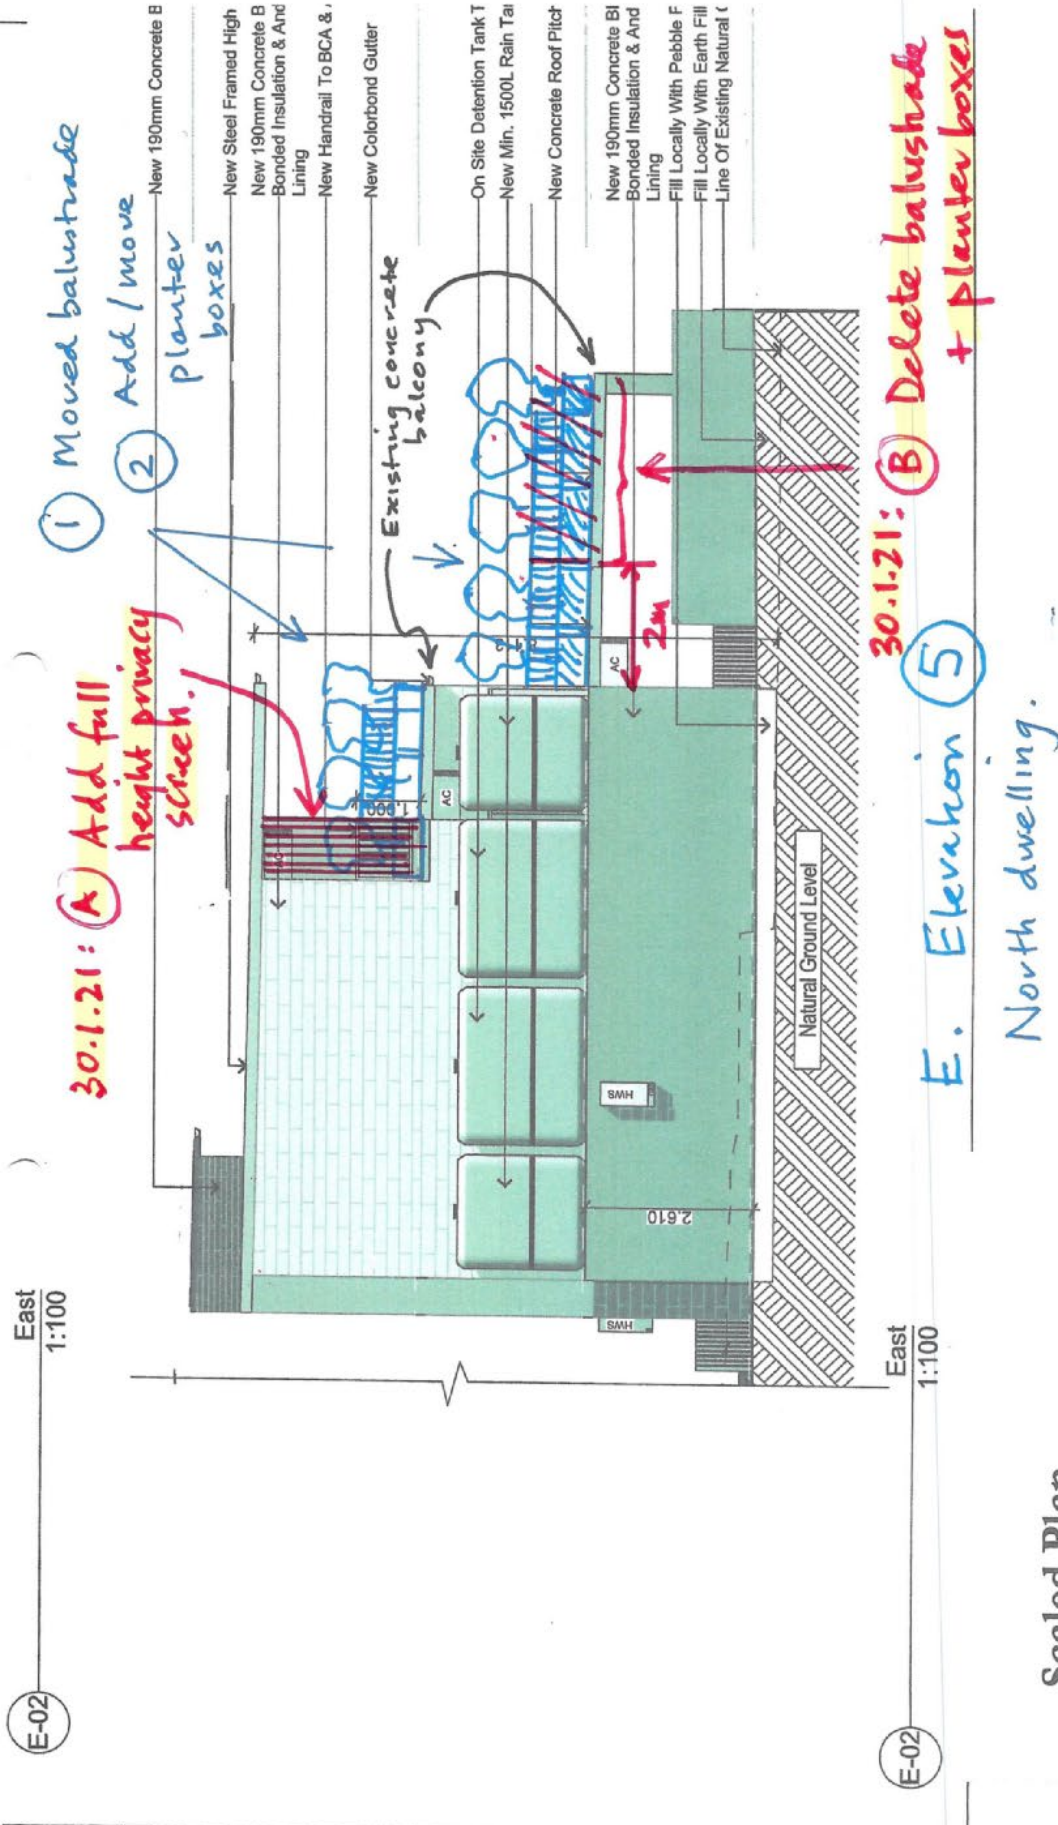 ① Moved balustrade
② Add / move
planter
boxes
New 190mm Concrete B
New Steel Framed High
New 190mm Concrete B
Bonded Insulation & And
Lining
New Handrail To BCA &
New Colorbond Gutter
On Site Detention Tank T
New Min. 1500L Rain Ta
New Concrete Roof Pitch
New 190mm Concrete Bl
Bonded Insulation & And
Lining
Fill Locally With Pebble F
Fill Locally With Earth Fill
Line Of Existing Natural
Existing concrete
balcony
30.1.21: Ⓐ Add full
height privacy
screen.
30.1.21: Ⓑ Delete balustrade
+ planter boxes
AC
AC
AC
1.000
2m
HWS
HWS
2.610
Natural Ground Level
East
1:100
E-02
East
1:100
E-02
E. Elevation ⑤
North dwelling.